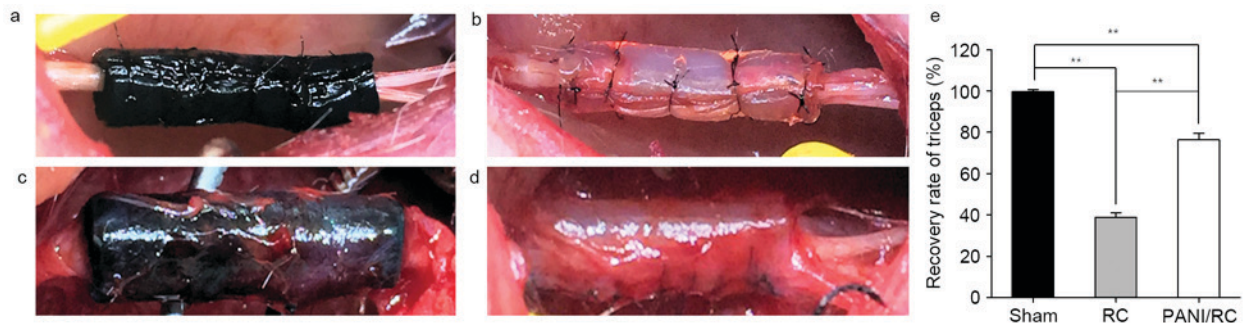 a
b
c
d
e
**
**
**
Recovery rate of triceps (%)
120
100
80
60
40
20
0
Sham
RC
PANI/RC